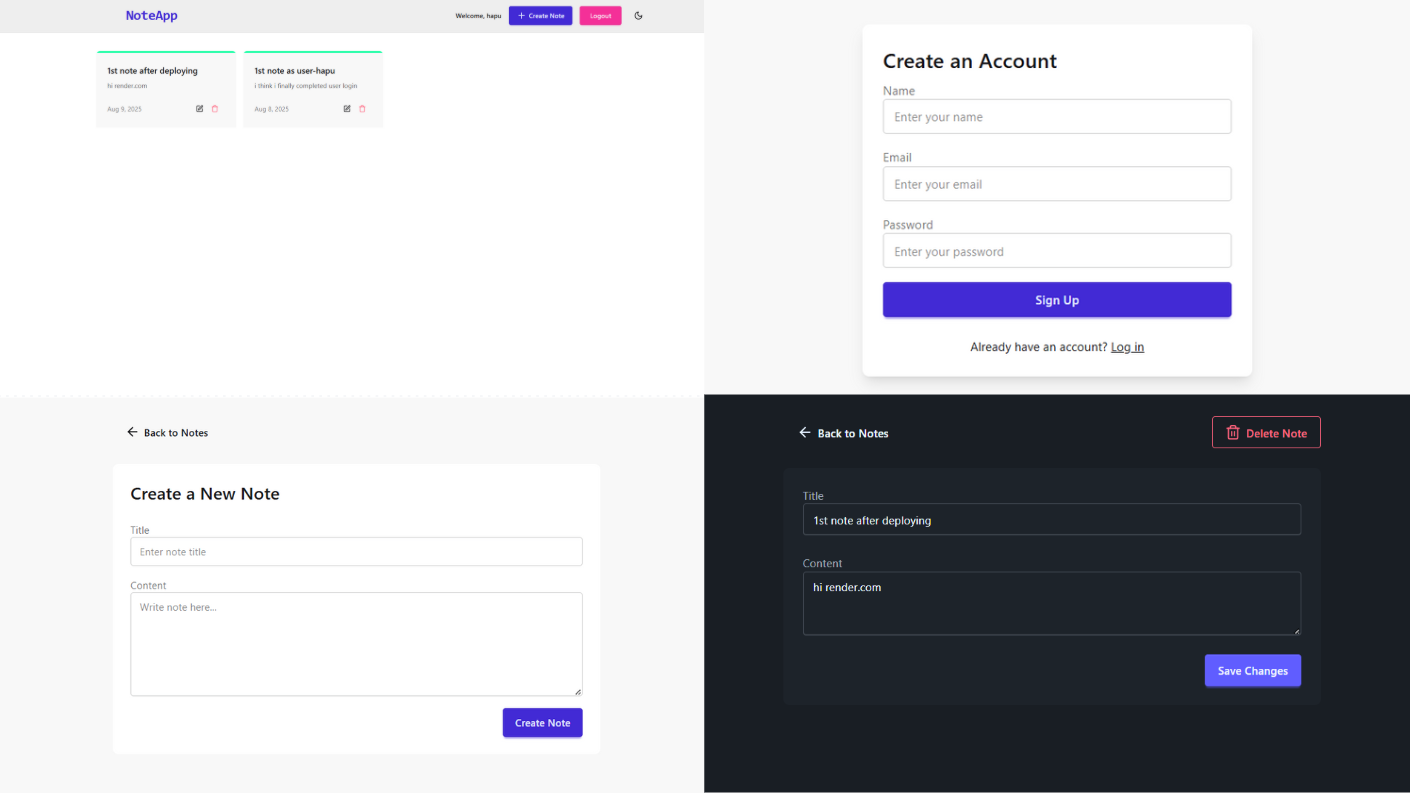 NoteApp
Welcome, hapu
Create Note
Logout
1st note after deploying
hi render.com
Aug 9, 2025
1st note as user-hapu
i think i finally completed user login
Aug 8, 2025
Create an Account
Name
Enter your name
Email
Enter your email
Password
Enter your password
Sign Up
Already have an account? Log in
Back to Notes
Create a New Note
Title
Enter note title
Content
Write note here...
Create Note
Back to Notes
Delete Note
Title
1st note after deploying
Content
hi render.com
Save Changes